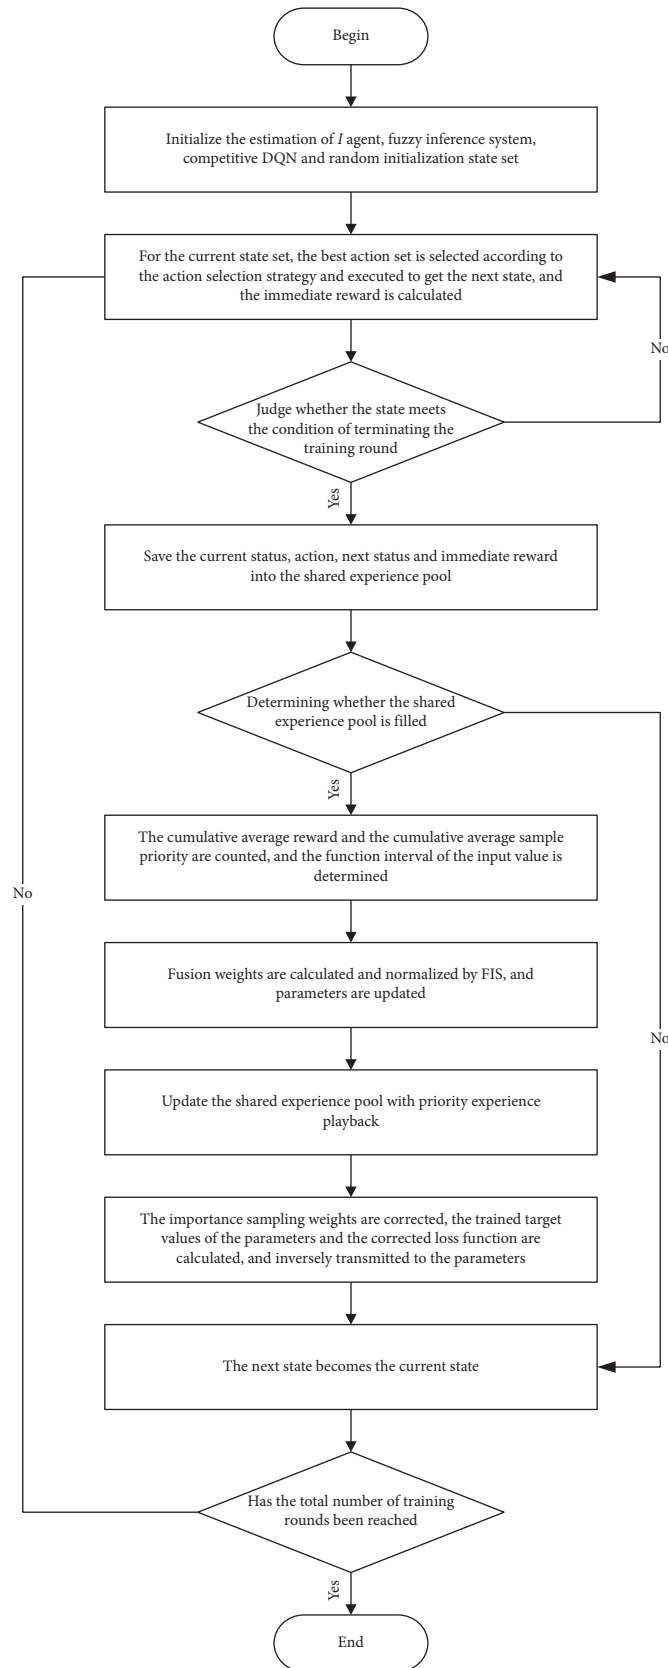 Begin
Initialize the estimation of I agent, fuzzy inference system,
competitive DQN and random initialization state set
For the current state set, the best action set is selected according to
the action selection strategy and executed to get the next state, and
the immediate reward is calculated
No
Judge whether the state meets
the condition of terminating the
training round
Yes
Save the current status, action, next status and immediate reward
into the shared experience pool
Determining whether the shared
experience pool is filled
Yes
The cumulative average reward and the cumulative average sample
priority are counted, and the function interval of the input value is
determined
No
Fusion weights are calculated and normalized by FIS, and
parameters are updated
No
Update the shared experience pool with priority experience
playback
The importance sampling weights are corrected, the trained target
values of the parameters and the corrected loss function are
calculated, and inversely transmitted to the parameters
The next state becomes the current state
Has the total number of training
rounds been reached
Yes
End